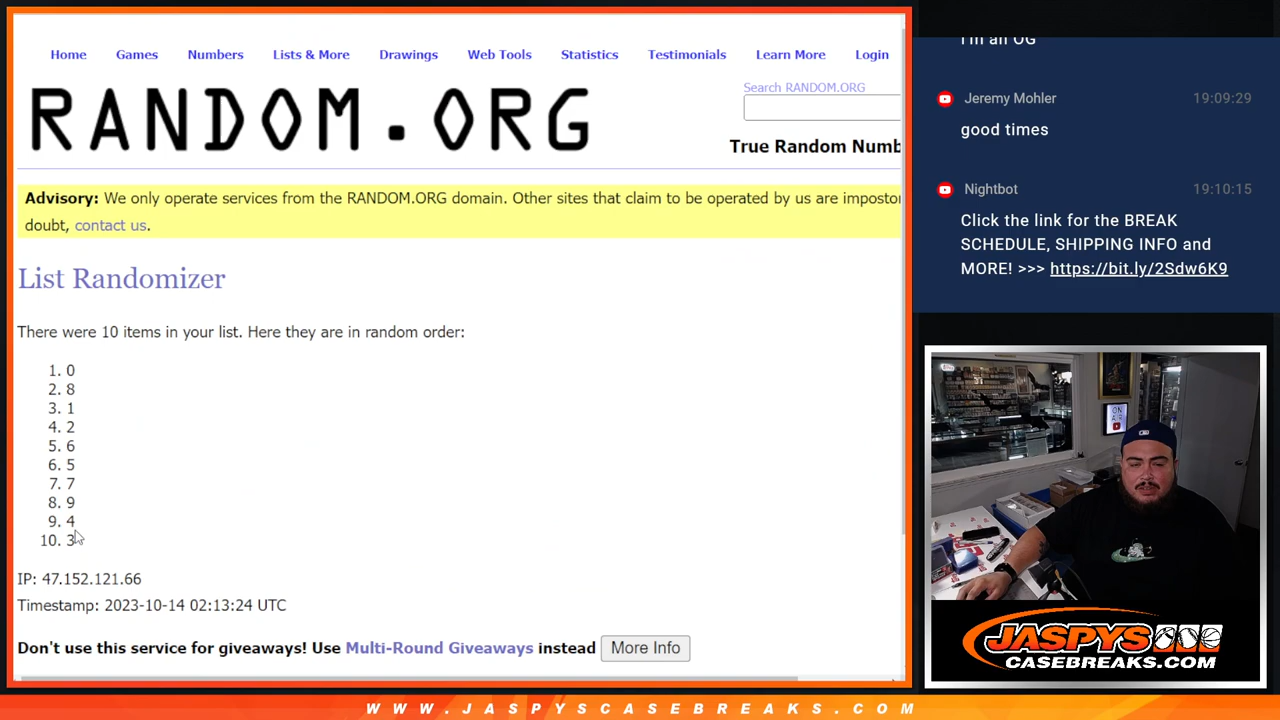 Home Games Numbers Lists & More Drawings Web Tools Statistics Testimonials Learn More Login
RANDOM.ORG
Search RANDOM.ORG
True Random Numb
Advisory: We only operate services from the RANDOM.ORG domain. Other sites that claim to be operated by us are impostor
doubt, contact us.
List Randomizer
There were 10 items in your list. Here they are in random order:
1. 0
2. 8
3. 1
4. 2
5. 6
6. 5
7. 7
8. 9
9. 4
10. 3
IP: 47.152.121.66
Timestamp: 2023-10-14 02:13:24 UTC
Don't use this service for giveaways! Use Multi-Round Giveaways instead More Info
I'm an OG
Jeremy Mohler 19:09:29
good times
Nightbot 19:10:15
Click the link for the BREAK
SCHEDULE, SHIPPING INFO and
MORE! >>> https://bit.ly/2Sdw6K9
JASPYS
CASEBREAKS.COM
WWW.JASPYSCASEBREAKS.COM